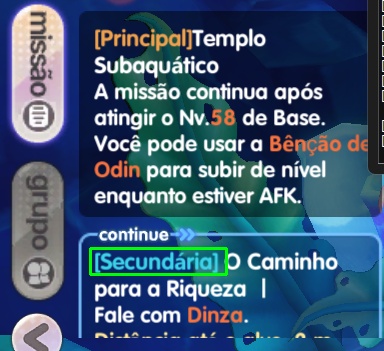 missão
grupo
[Principal]Templo
Subaquático
A missão continua após
atingir o Nv.58 de Base.
Você pode usar a Bênção de
Odin para subir de nível
enquanto estiver AFK.
continue
[Secundária] O Caminho
para a Riqueza |
Fale com Dinza.